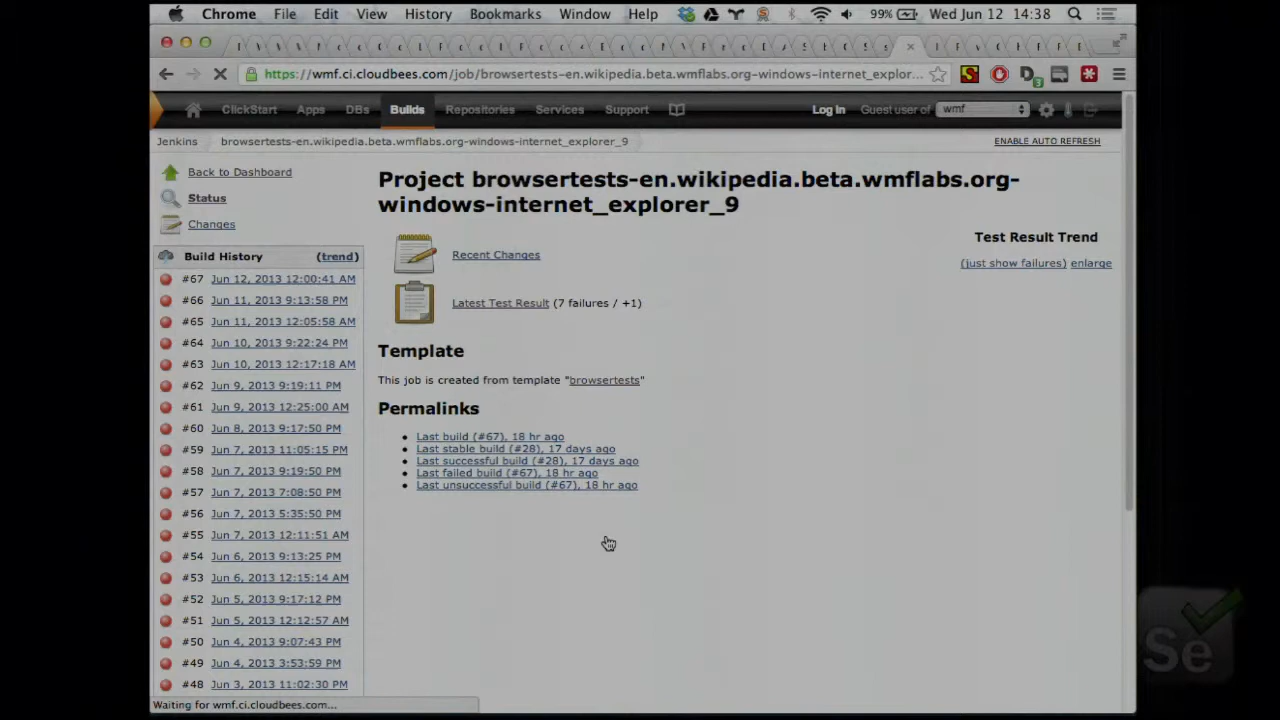 Chrome File Edit View History Bookmarks Window Help 99% Wed Jun 12 14:38
https://wmf.ci.cloudbees.com/job/browsertests-en.wikipedia.beta.wmflabs.org-windows-internet_explor...
ClickStart Apps DBs Builds Repositories Services Support Log In Guest user of wmf
Jenkins browsertests-en.wikipedia.beta.wmflabs.org-windows-internet_explorer_9 ENABLE AUTO REFRESH
Back to Dashboard
Status
Changes
Build History (trend)
#67 Jun 12, 2013 12:00:41 AM
#66 Jun 11, 2013 9:13:58 PM
#65 Jun 11, 2013 12:05:58 AM
#64 Jun 10, 2013 9:22:24 PM
#63 Jun 10, 2013 12:17:18 AM
#62 Jun 9, 2013 9:19:11 PM
#61 Jun 9, 2013 12:25:00 AM
#60 Jun 8, 2013 9:17:50 PM
#59 Jun 7, 2013 11:05:15 PM
#58 Jun 7, 2013 9:19:50 PM
#57 Jun 7, 2013 7:08:50 PM
#56 Jun 7, 2013 5:35:50 PM
#55 Jun 7, 2013 12:11:51 AM
#54 Jun 6, 2013 9:13:25 PM
#53 Jun 6, 2013 12:15:14 AM
#52 Jun 5, 2013 9:17:12 PM
#51 Jun 5, 2013 12:12:57 AM
#50 Jun 4, 2013 9:07:43 PM
#49 Jun 4, 2013 3:53:59 PM
#48 Jun 3, 2013 11:02:30 PM
Project browsertests-en.wikipedia.beta.wmflabs.org-
windows-internet_explorer_9
Recent Changes
Latest Test Result (7 failures / +1)
Template
This job is created from template "browsertests"
Permalinks
Last build (#67), 18 hr ago
Last stable build (#28), 17 days ago
Last successful build (#28), 17 days ago
Last failed build (#67), 18 hr ago
Last unsuccessful build (#67), 18 hr ago
Test Result Trend
(just show failures) enlarge
Waiting for wmf.ci.cloudbees.com...
Se